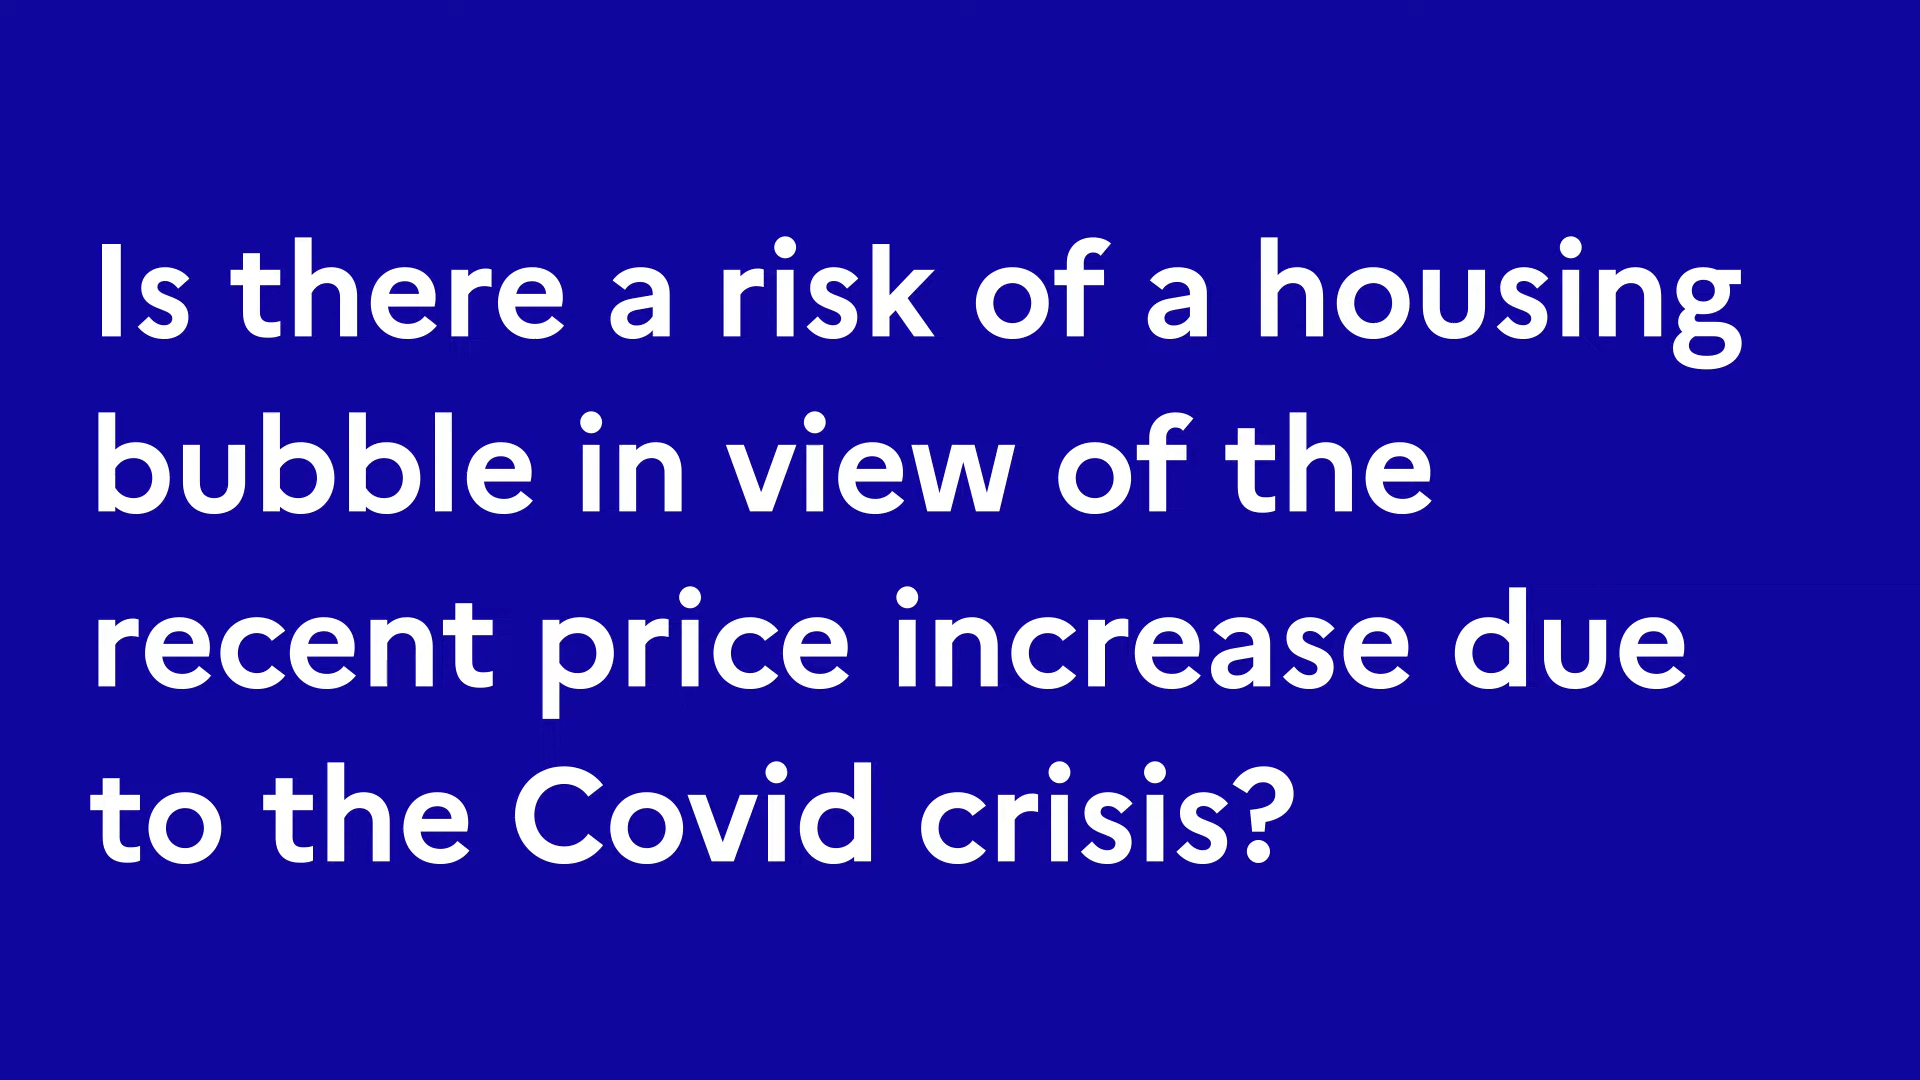 Is there a risk of a housing
bubble in view of the
recent price increase due
to the Covid crisis?